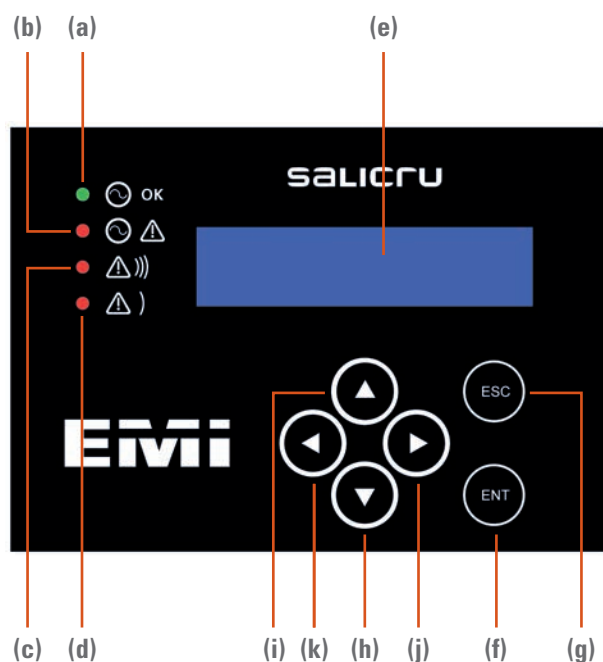 (b) (a) (e)
salicru
OK
EMi
ESC
ENT
(c) (d) (i) (k) (h) (j) (f) (g)